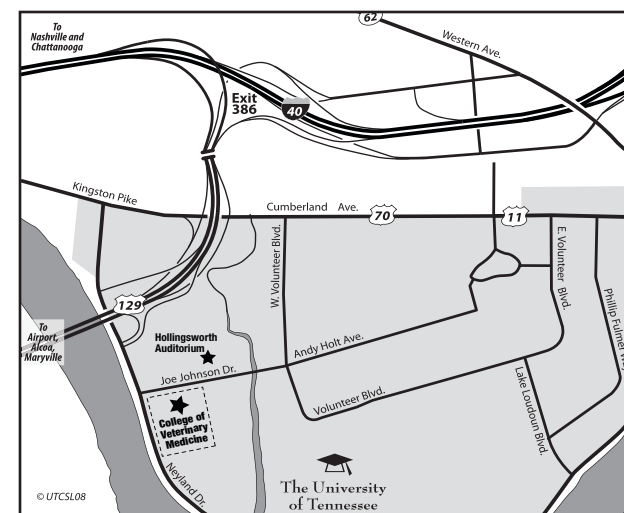 To
Nashville and
Chattanooga
62
Western Ave.
Exit
386
40
Kingston Pike
Cumberland Ave.
70
11
W. Volunteer Blvd.
E. Volunteer Blvd.
Phillip Fulmer Way
129
To
Airport,
Alcoa,
Maryville
Hollingsworth
Auditorium
Andy Holt Ave.
Joe Johnson Dr.
Volunteer Blvd.
Lake Loudoun Blvd.
College of
Veterinary
Medicine
Neyland Dr.
The University
of Tennessee
© UTCSL08